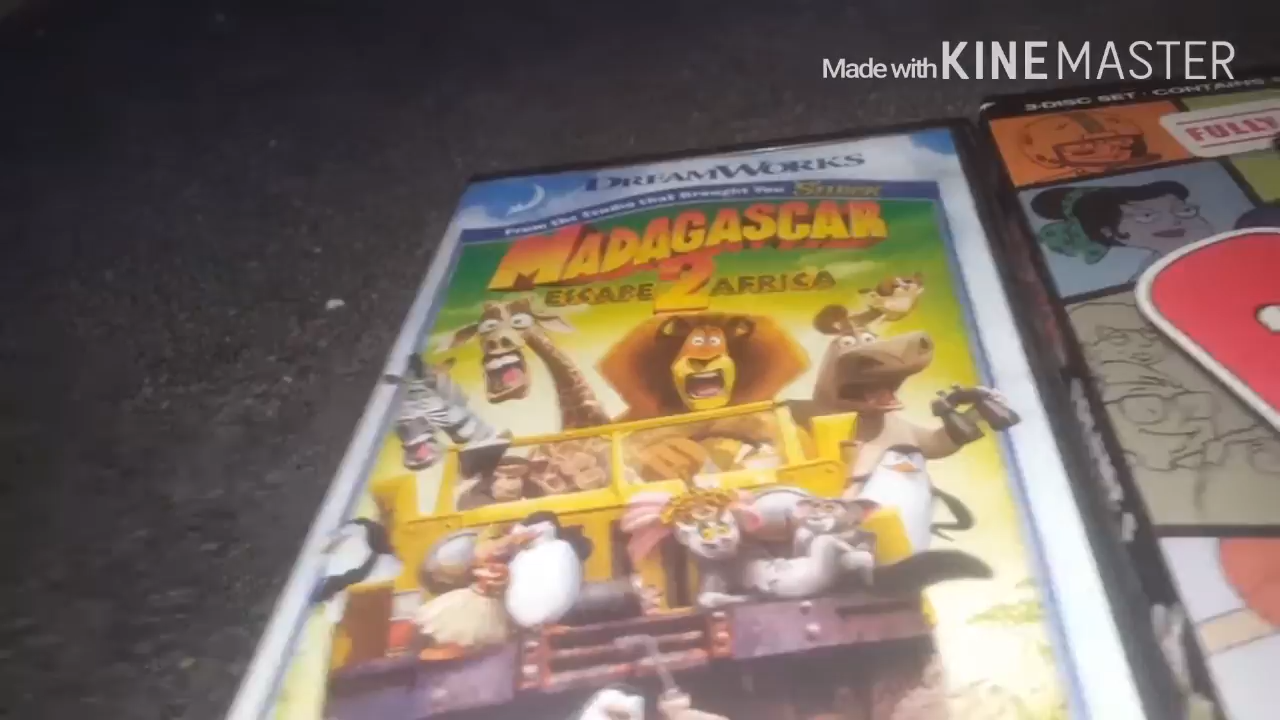 Made with KINEMASTER
3-DISC SET · CONTAINS
FULLY
DREAMWORKS
From the studio that Brought You SHREK
MADAGASCAR
ESCAPE 2 AFRICA